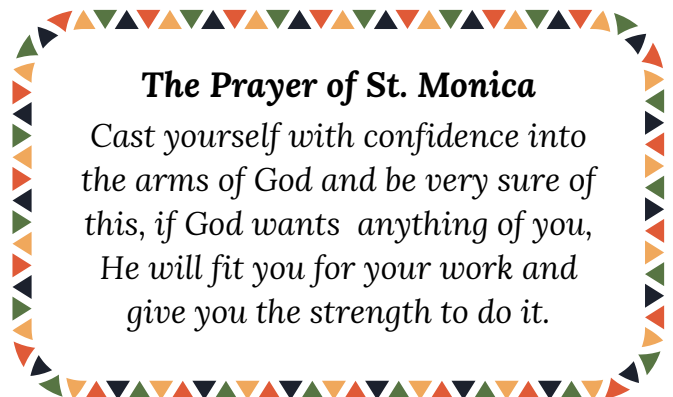 The Prayer of St. Monica
Cast yourself with confidence into
the arms of God and be very sure of
this, if God wants  anything of you,
He will fit you for your work and
give you the strength to do it.